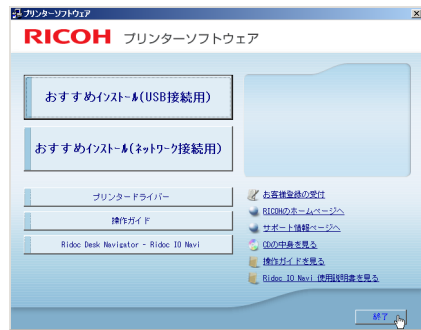 プリンターソフトウェア
RICOH プリンターソフトウェア
おすすめインストール(USB接続用)
おすすめインストール(ネットワーク接続用)
プリンタードライバー
操作ガイド
Ridoc Desk Navigator - Ridoc IO Navi
お客様登録の受付
RICOHのホームページへ
サポート情報ページへ
CDの中身を見る
操作ガイドを見る
Ridoc IO Navi 使用説明書を見る
終了